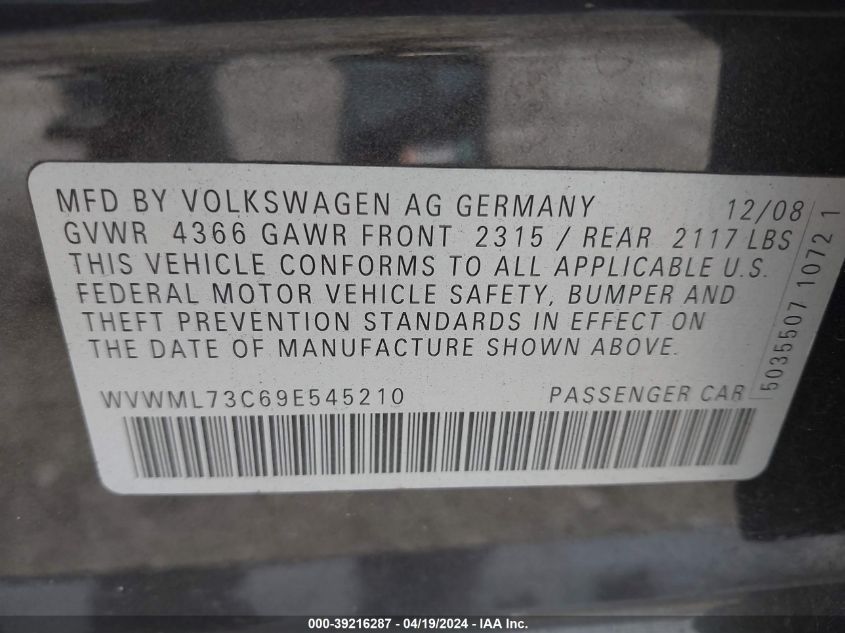 MFD BY VOLKSWAGEN AG GERMANY 12/08
GVWR 4366 GAWR FRONT 2315 / REAR 2117 LBS
THIS VEHICLE CONFORMS TO ALL APPLICABLE U.S.
FEDERAL MOTOR VEHICLE SAFETY, BUMPER AND
THEFT PREVENTION STANDARDS IN EFFECT ON
THE DATE OF MANUFACTURE SHOWN ABOVE.
WVWML73C69E545210 PASSENGER CAR
5035507 10721
000-39216287 - 04/19/2024 - IAA Inc.